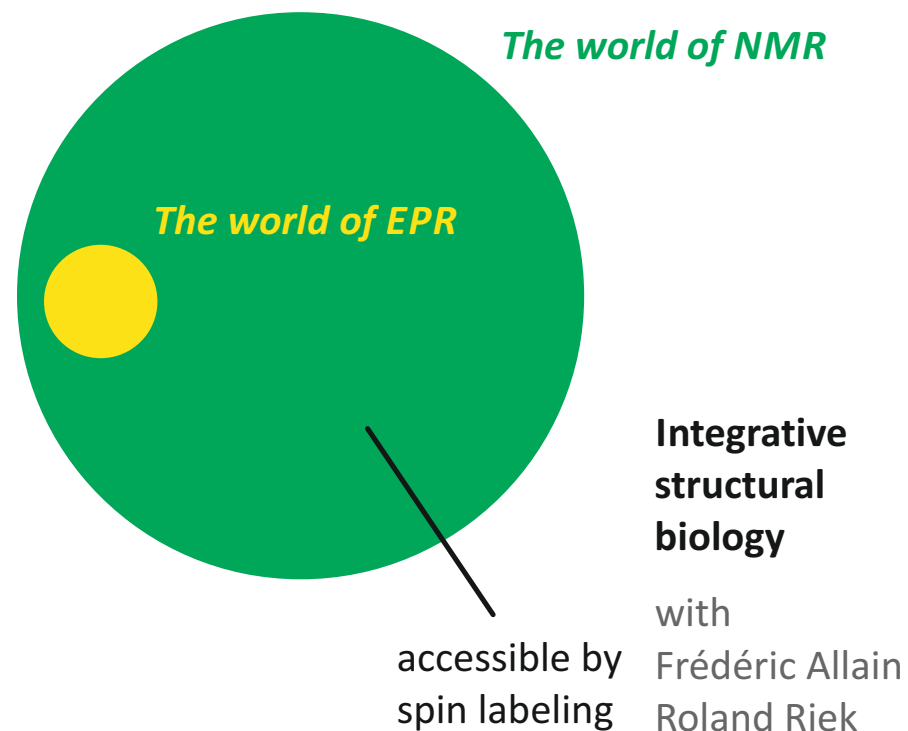 The world of NMR
The world of EPR
accessible by
spin labeling
Integrative
structural
biology
with
Frédéric Allain
Roland Riek